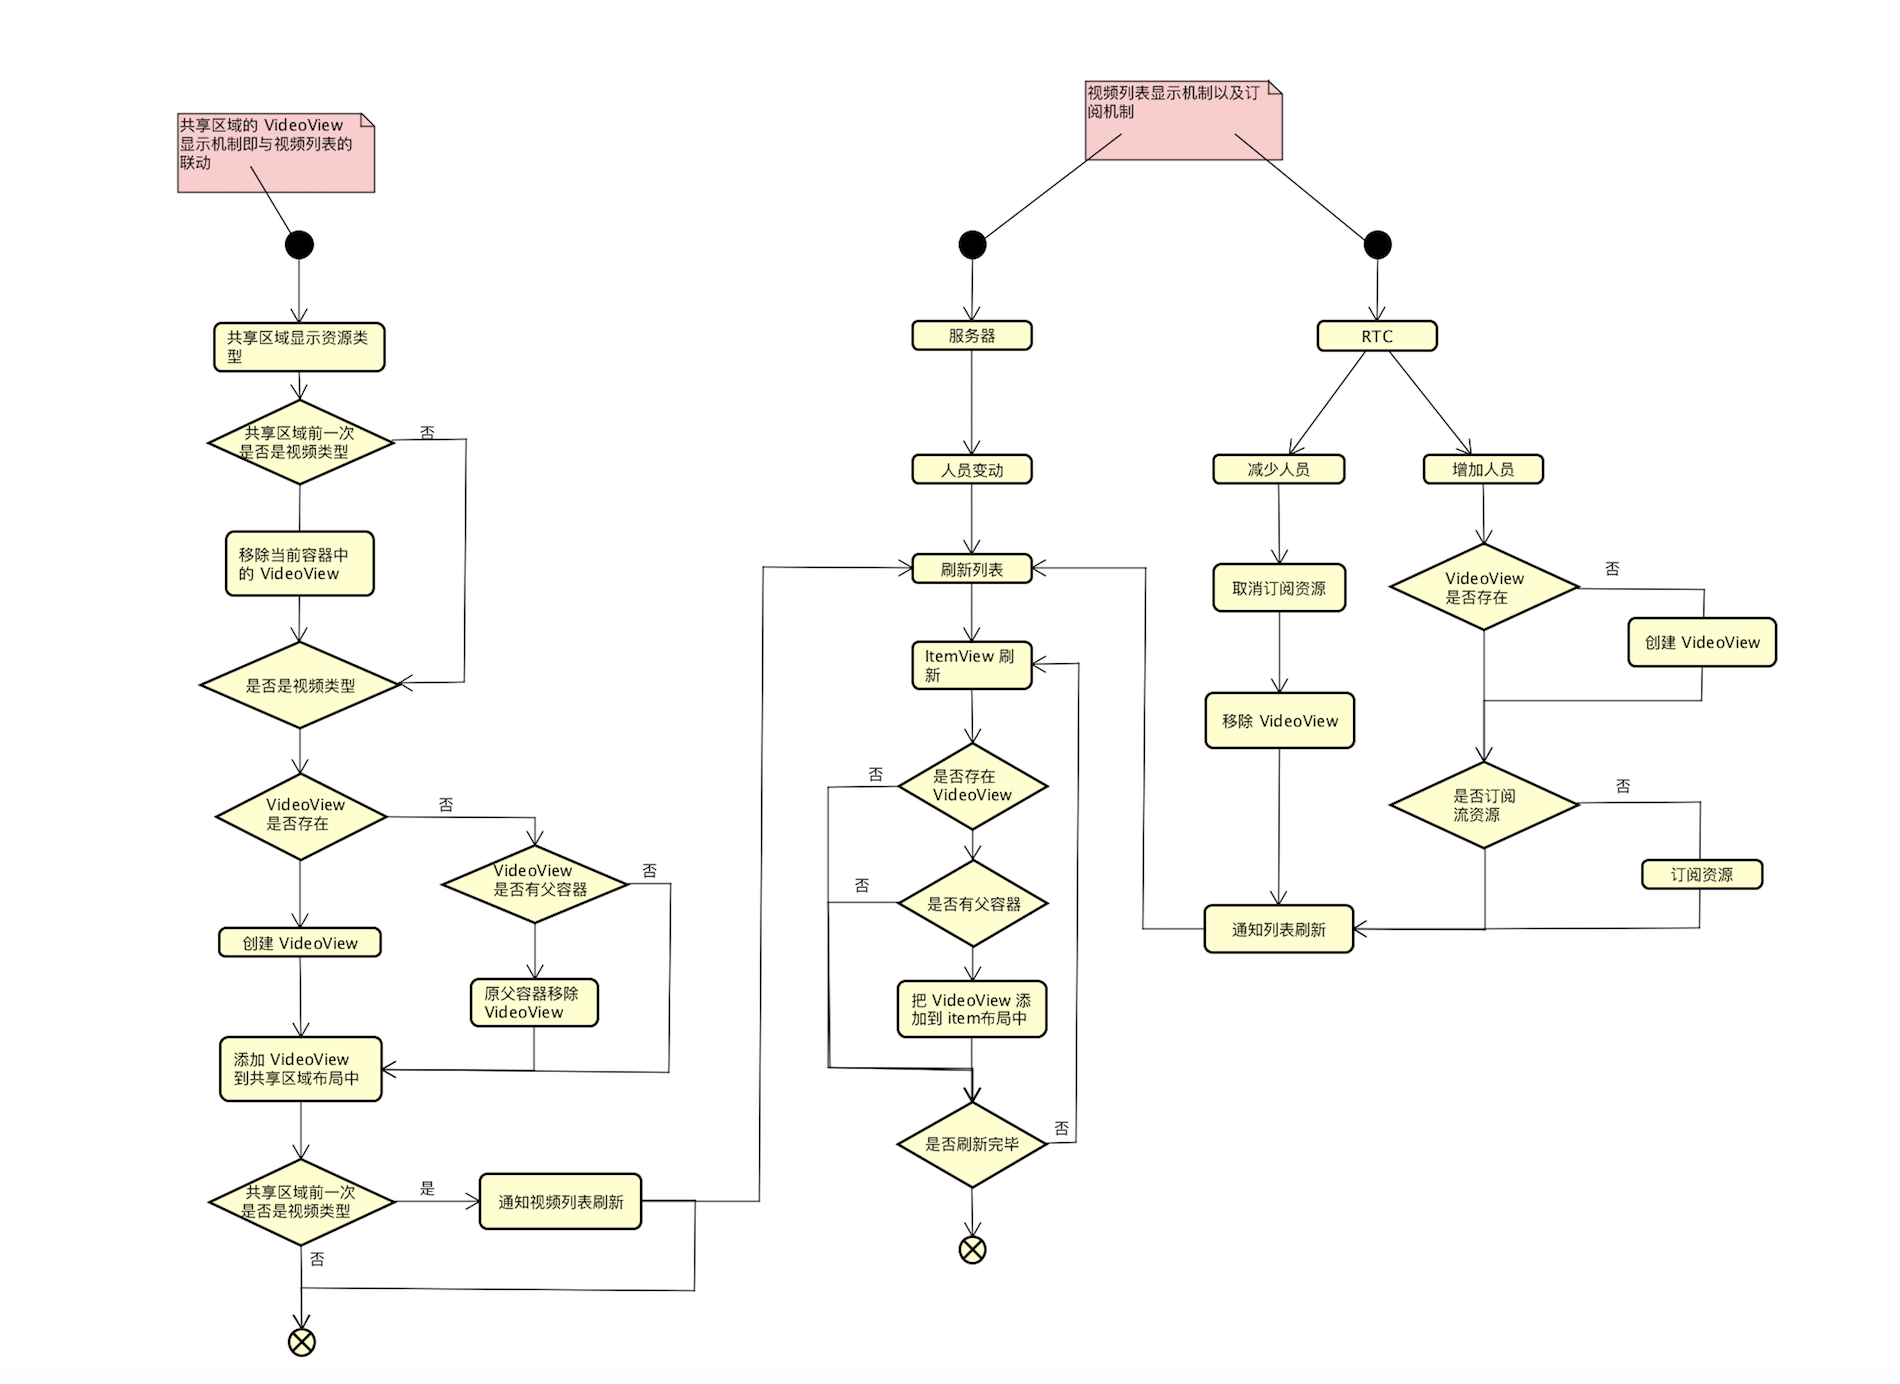 共享区域的 VideoView
显示机制即与视频列表的
联动
共享区域显示资源类
型
共享区域前一次
是否是视频类型
否
移除当前容器中
的 VideoView
是否是视频类型
VideoView
是否存在
否
VideoView
是否有父容器
否
创建 VideoView
原父容器移除
VideoView
添加 VideoView
到共享区域布局中
共享区域前一次
是否是视频类型
是
通知视频列表刷新
否
视频列表显示机制以及订
阅机制
服务器
人员变动
刷新列表
ItemView 刷
新
是否存在
VideoView
否
是否有父容器
否
把 VideoView 添
加到 item布局中
是否刷新完毕
否
RTC
减少人员
取消订阅资源
移除 VideoView
通知列表刷新
增加人员
VideoView
是否存在
否
创建 VideoView
是否订阅
流资源
否
订阅资源